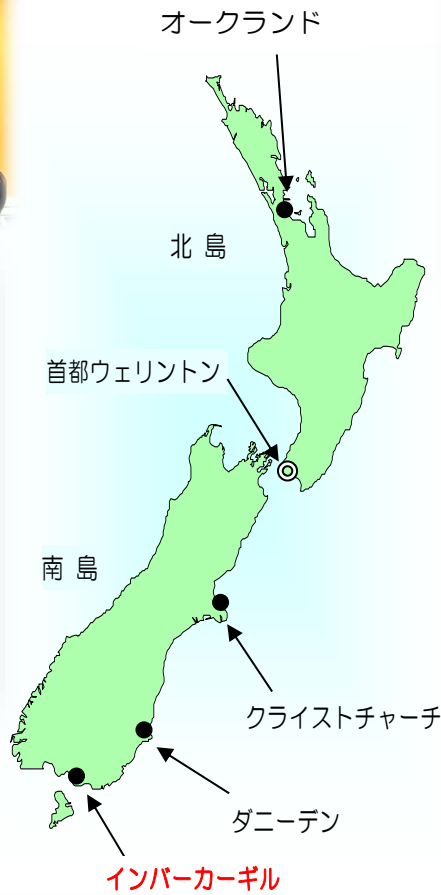 オークランド
北 島
首都ウェリントン
南 島
クライストチャーチ
ダニーデン
インバーカーギル